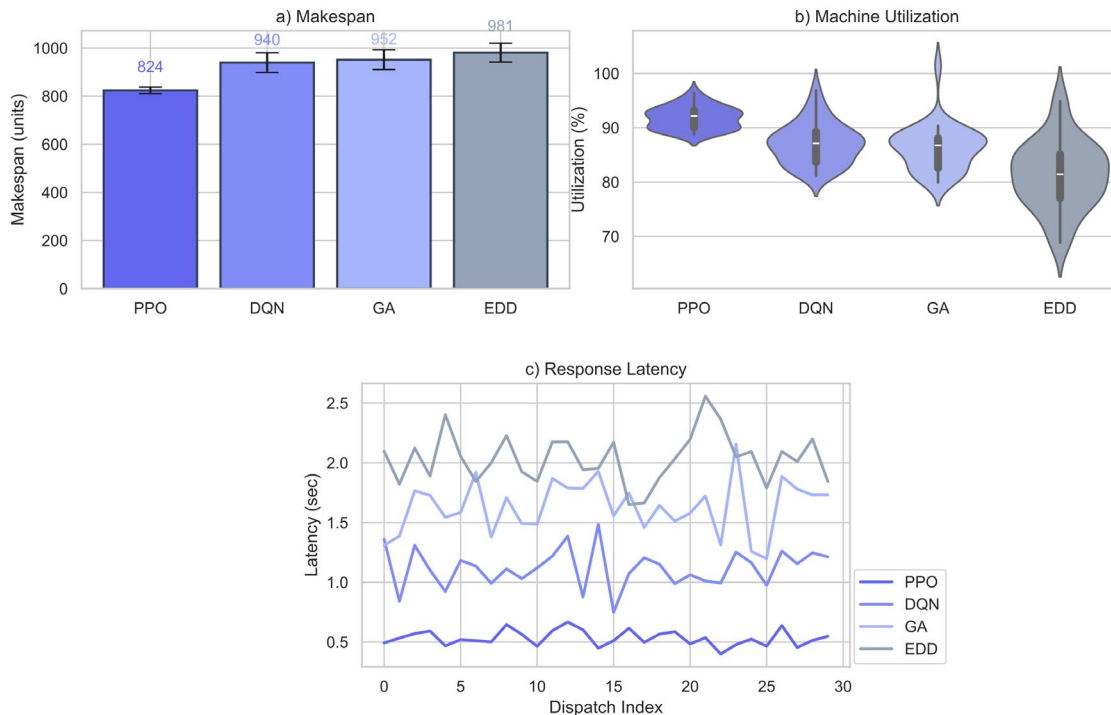 a) Makespan
824
940
952
981
1000
800
600
400
200
0
Makespan (units)
PPO DQN GA EDD
b) Machine Utilization
100
90
80
70
Utilization (%)
PPO DQN GA EDD
c) Response Latency
2.5
2.0
1.5
1.0
0.5
Latency (sec)
0 5 10 15 20 25 30
Dispatch Index
PPO
DQN
GA
EDD